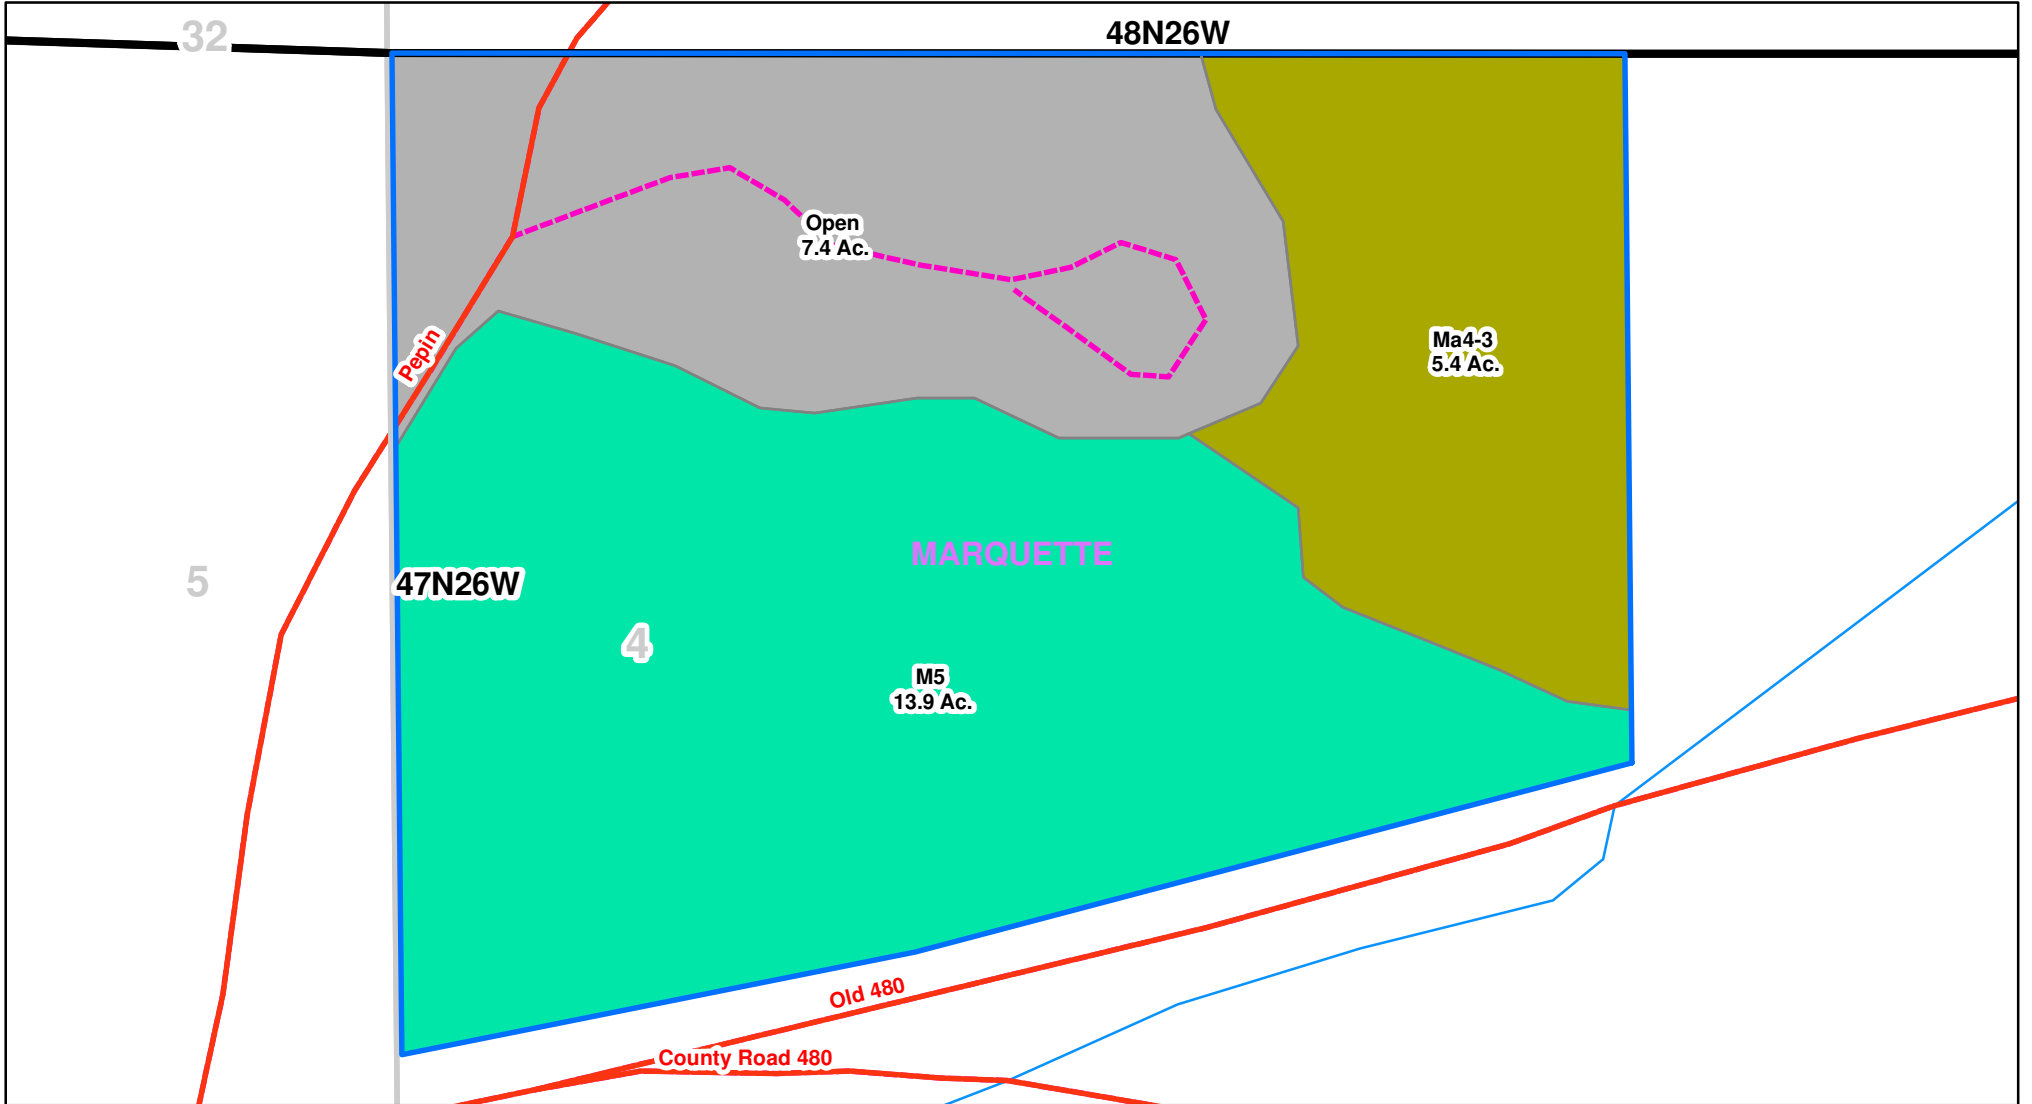 32
48N26W
Open
7.4 Ac.
Ma4-3
5.4 Ac.
Pepin
MARQUETTE
5
47N26W
4
M5
13.9 Ac.
Old 480
County Road 480